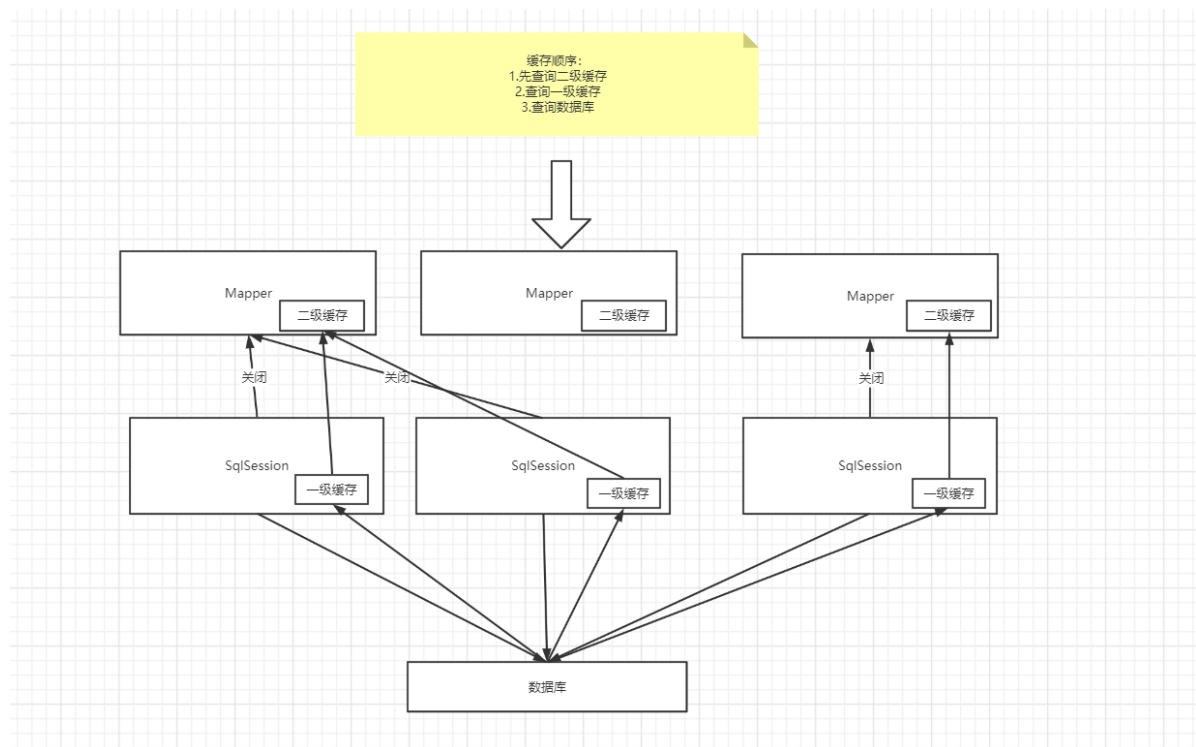 缓存顺序：
1.先查询二级缓存
2.查询一级缓存
3.查询数据库
Mapper
二级缓存
Mapper
二级缓存
Mapper
二级缓存
关闭
关闭
关闭
SqlSession
一级缓存
SqlSession
一级缓存
SqlSession
一级缓存
数据库